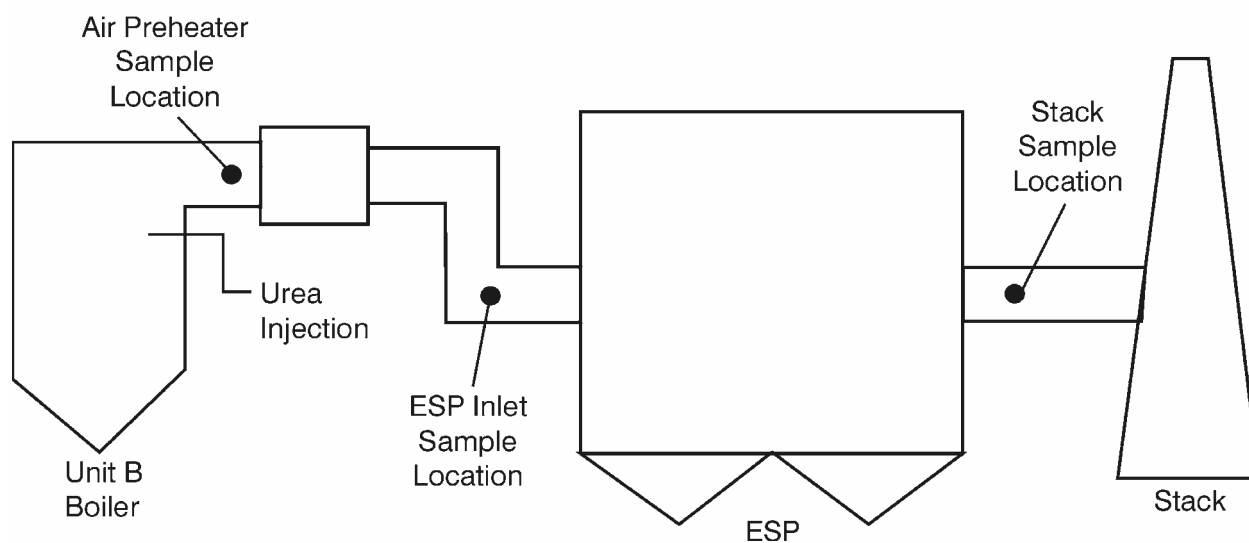 Air Preheater
Sample
Location
Stack
Sample
Location
Urea
Injection
ESP Inlet
Sample
Location
Unit B
Boiler
ESP
Stack